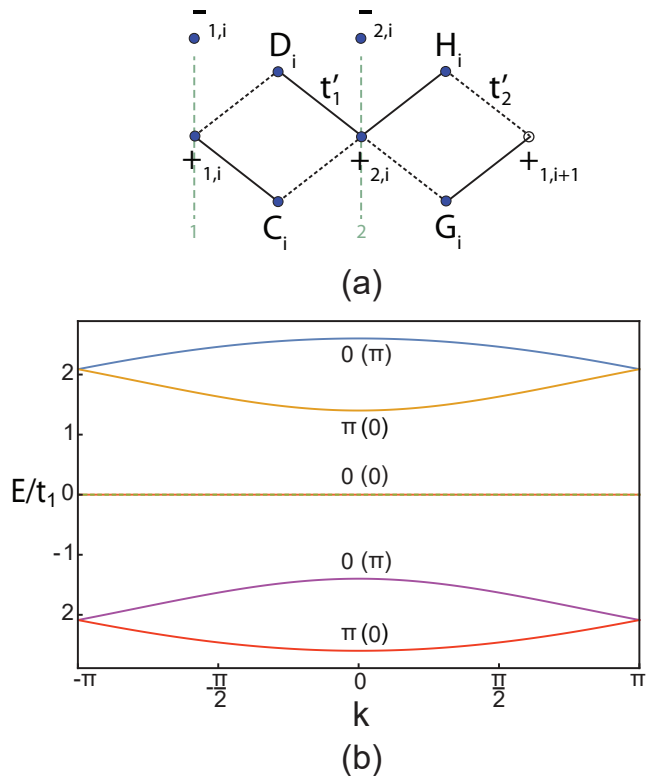 − 1,i − 2,i
D i H i
t′1 t′2
+ 1,i + 2,i + 1,i+1
1 C i 2 G i
(a)
0 (π)
2
1
π (0)
0 (0)
E/t1 0
-1
0 (π)
2
π (0)
-π -π/2 0 π/2 π
k
(b)